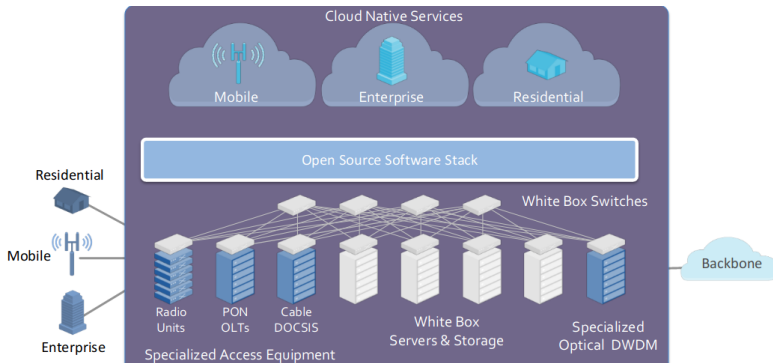 Cloud Native Services
Mobile
Enterprise
Residential
Open Source Software Stack
Residential
White Box Switches
Mobile
Backbone
Radio
Units
PON
OLTs
Cable
DOCSIS
White Box
Servers & Storage
Specialized
Optical DWDM
Enterprise
Specialized Access Equipment